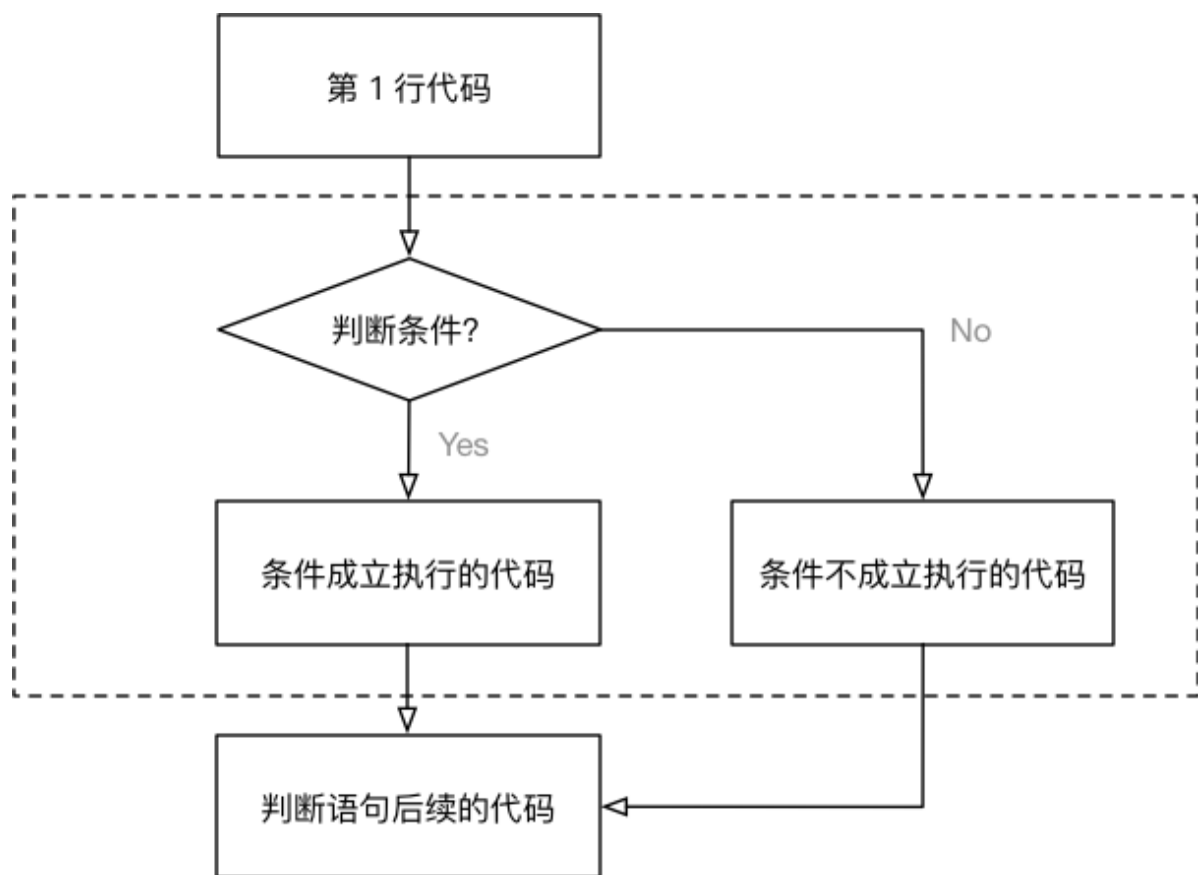 第 1 行代码
判断条件?
No
Yes
条件成立执行的代码
条件不成立执行的代码
判断语句后续的代码